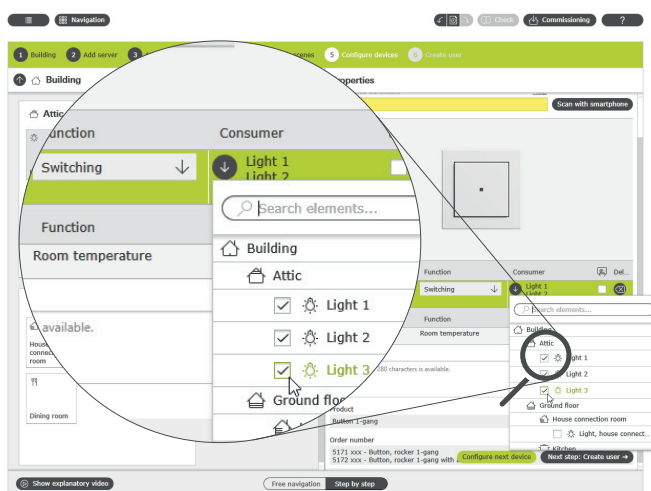 Navigation
Check
Commissioning
?
1 Building
2 Add server
3
scenes
5 Configure devices
6 Create user
Building
operties
Scan with smartphone
Attic
unction
Consumer
Switching
Light 1
Light 2
Search elements...
Function
Building
Room temperature
Attic
Light 1
available.
Light 2
Light 3
Ground floo
House
connec
room
Dining room
Function
Consumer
Del...
Switching
Light 1
Light 2
Search elements...
Function
Building
Room temperature
Attic
Light 1
280 characters is available.
Light 2
Light 3
Ground floor
House connection room
Light, house connect...
Kitchen
Product
Button 1-gang
Order number
5171 xxx - Button, rocker 1-gang
5172 xxx - Button, rocker 1-gang with
Configure next device
Next step: Create user
Show explanatory video
Free navigation
Step by step